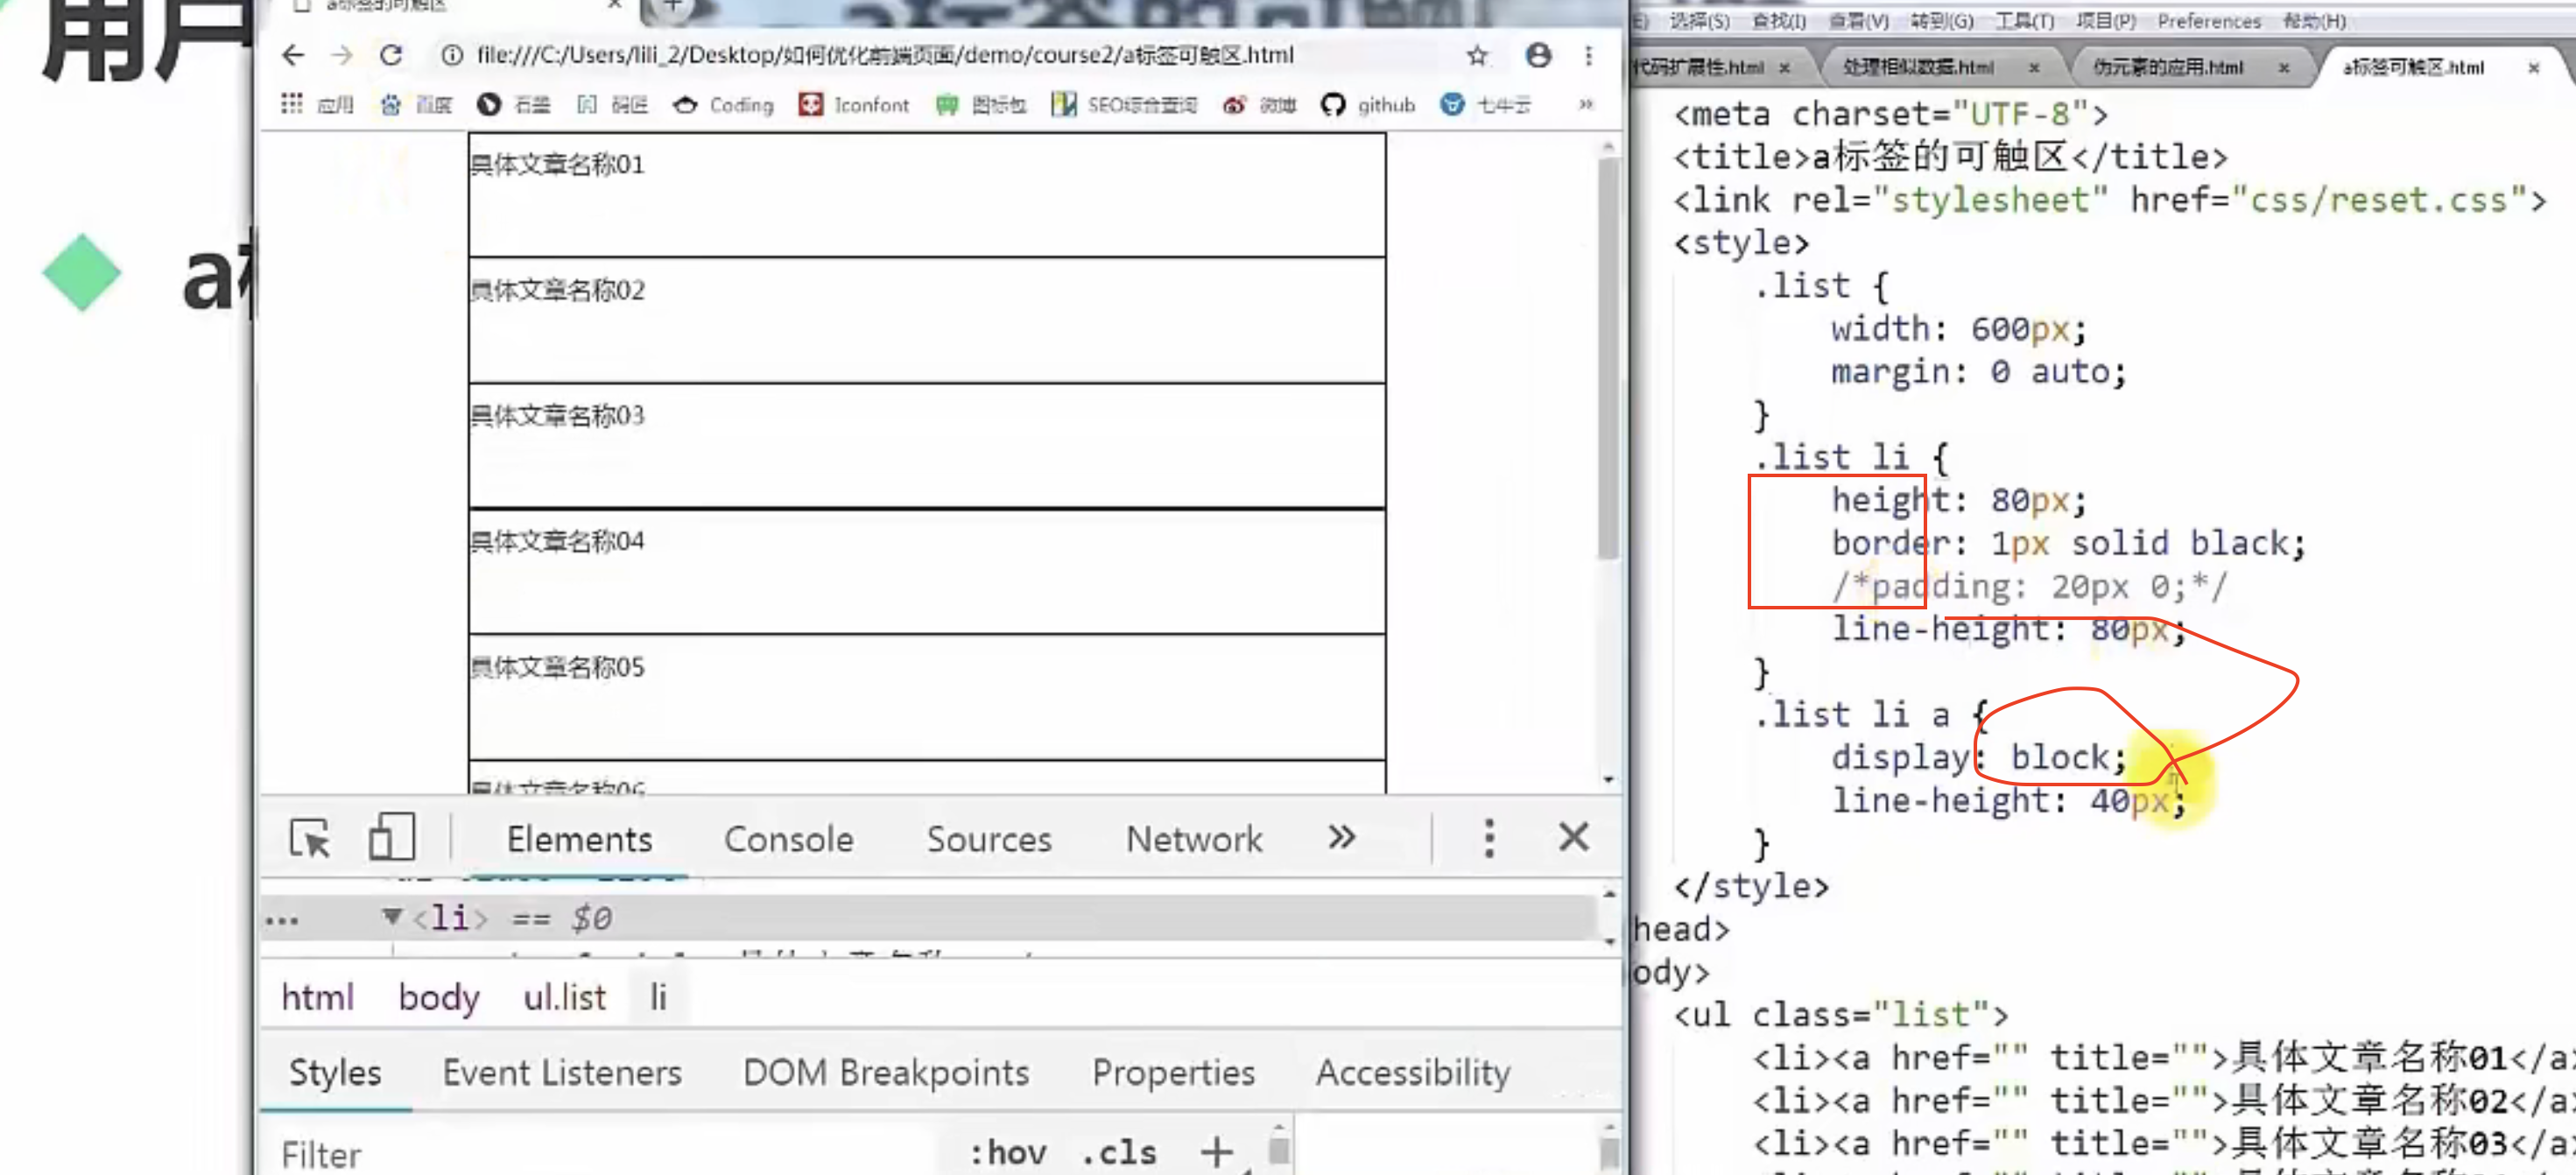 用户
a标签的可触区
file:///C:/Users/lili_2/Desktop/如何优化前端页面/demo/course2/a标签可触区.html
应用 百度 石墨 码匠 Coding Iconfont 图标包 SEO综合查询 微博 github 七牛云 »
a标
具体文章名称01
具体文章名称02
具体文章名称03
具体文章名称04
具体文章名称05
具体文章名称06
Elements Console Sources Network »
... ▼<li> == $0
html body ul.list li
Styles Event Listeners DOM Breakpoints Properties Accessibility
Filter :hov .cls +
选择(S) 查找(I) 查看(V) 转到(G) 工具(T) 项目(P) Preferences 帮助(H)
代码扩展性.html × 处理相似数据.html × 伪元素的应用.html × a标签可触区.html ×
<meta charset="UTF-8">
<title>a标签的可触区</title>
<link rel="stylesheet" href="css/reset.css">
<style>
.list {
width: 600px;
margin: 0 auto;
}
.list li {
height: 80px;
border: 1px solid black;
/*padding: 20px 0;*/
line-height: 80px;
}
.list li a {
display: block;
line-height: 40px;
}
</style>
head>
ody>
<ul class="list">
<li><a href="" title="">具体文章名称01</a>
<li><a href="" title="">具体文章名称02</a>
<li><a href="" title="">具体文章名称03</a>